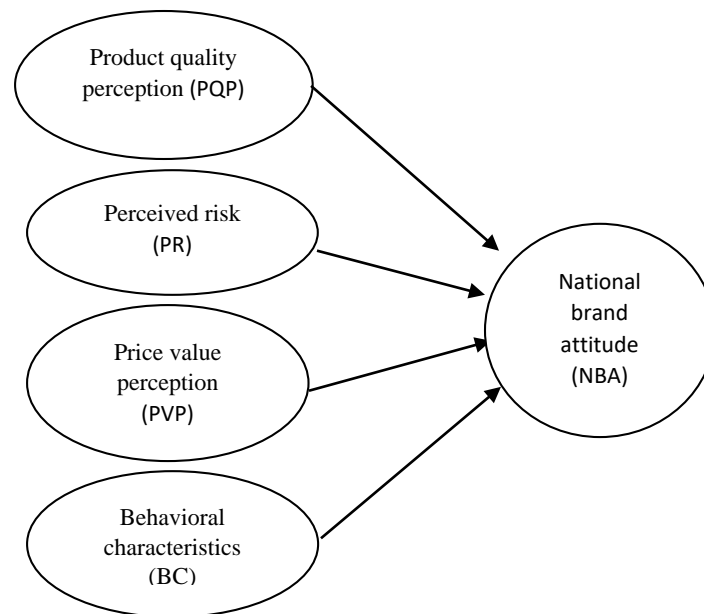 Product quality
perception (PQP)
Perceived risk
(PR)
Price value
perception
(PVP)
Behavioral
characteristics
(BC)
National
brand
attitude
(NBA)